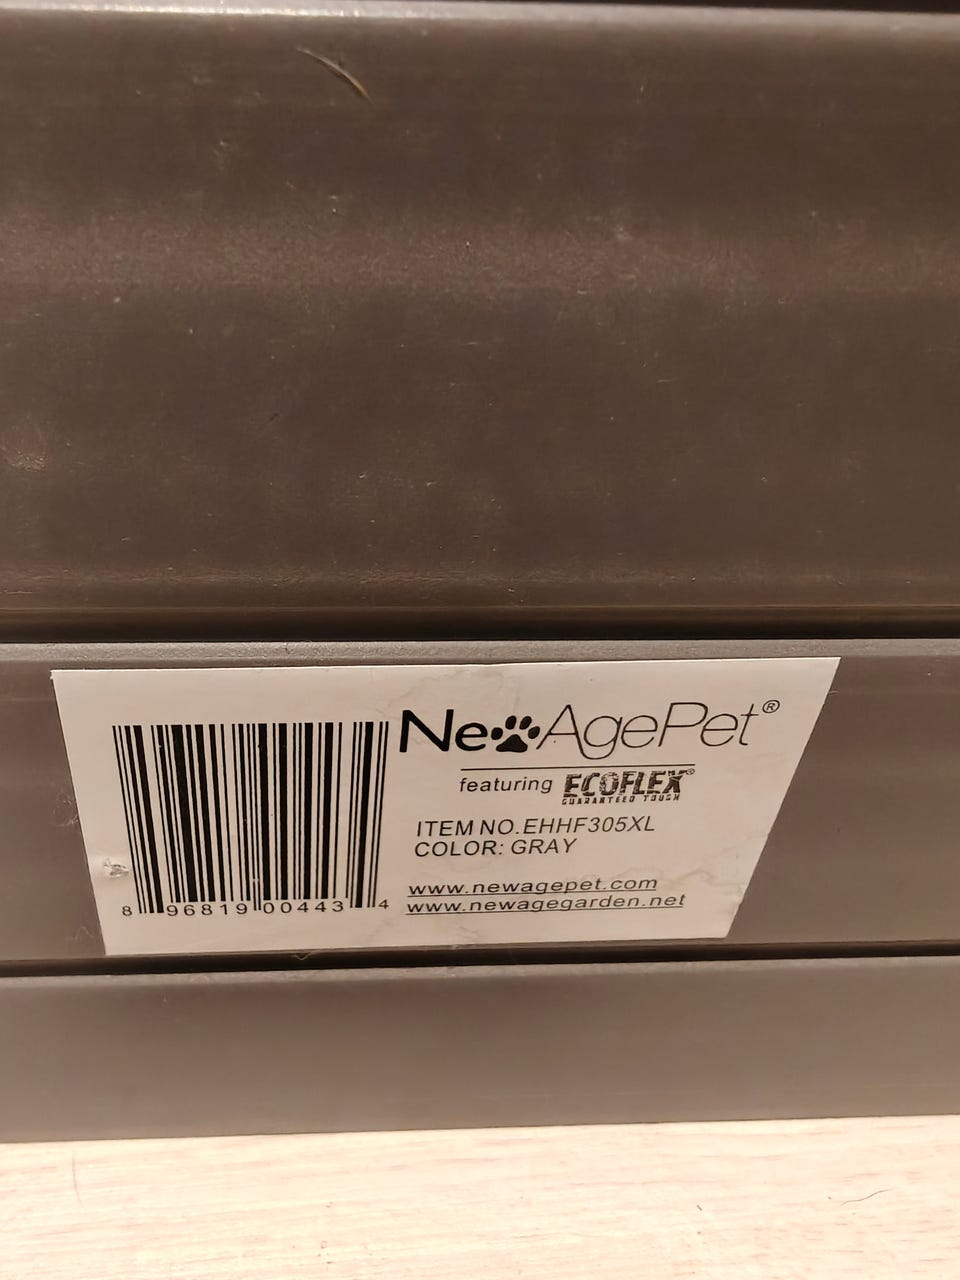 NewAgePet®
featuring ECOFLEX®
GUARANTEED TOUGH
ITEM NO.EHHF305XL
COLOR: GRAY
www.newagepet.com
www.newagegarden.net
8 96819 00443 4